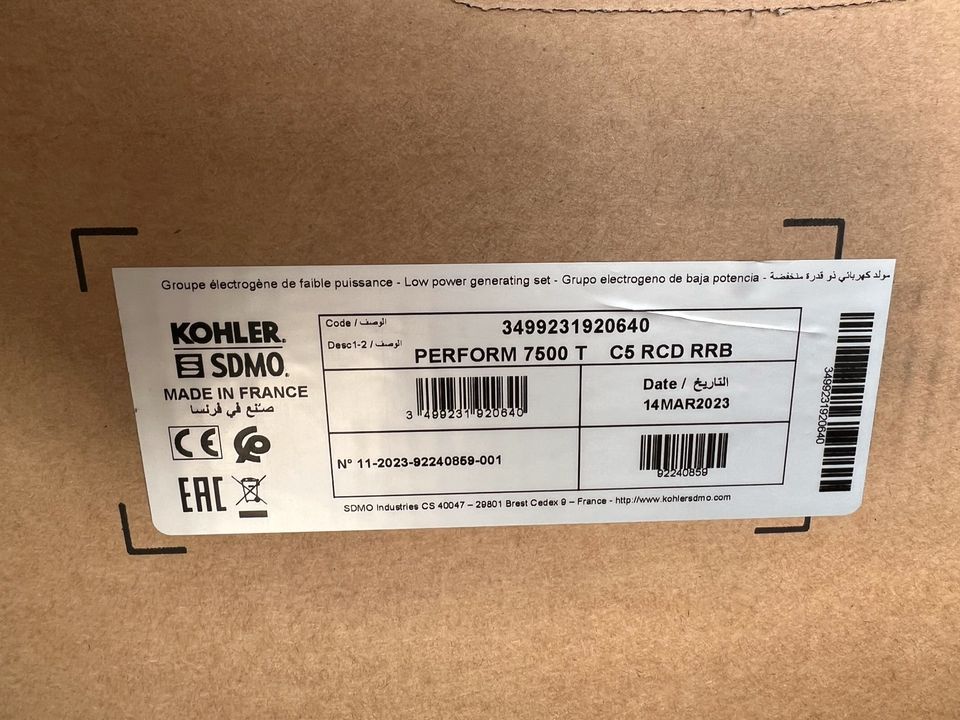 Groupe électrogène de faible puissance - Low power generating set - Grupo electrogeno de baja potencia - مولد كهربائي ذو قدرة منخفضة
KOHLER.
SDMO.
MADE IN FRANCE
صنع في فرنسا
CE
EAC
Code / الوصف
3499231920640
Desc1-2 / الوصف
PERFORM 7500 T C5 RCD RRB
3 499231 920640
Date / التاريخ
14MAR2023
N° 11-2023-92240859-001
92240859
SDMO Industries CS 40047 – 29801 Brest Cedex 9 – France - http://www.kohlersdmo.com
3499231920640